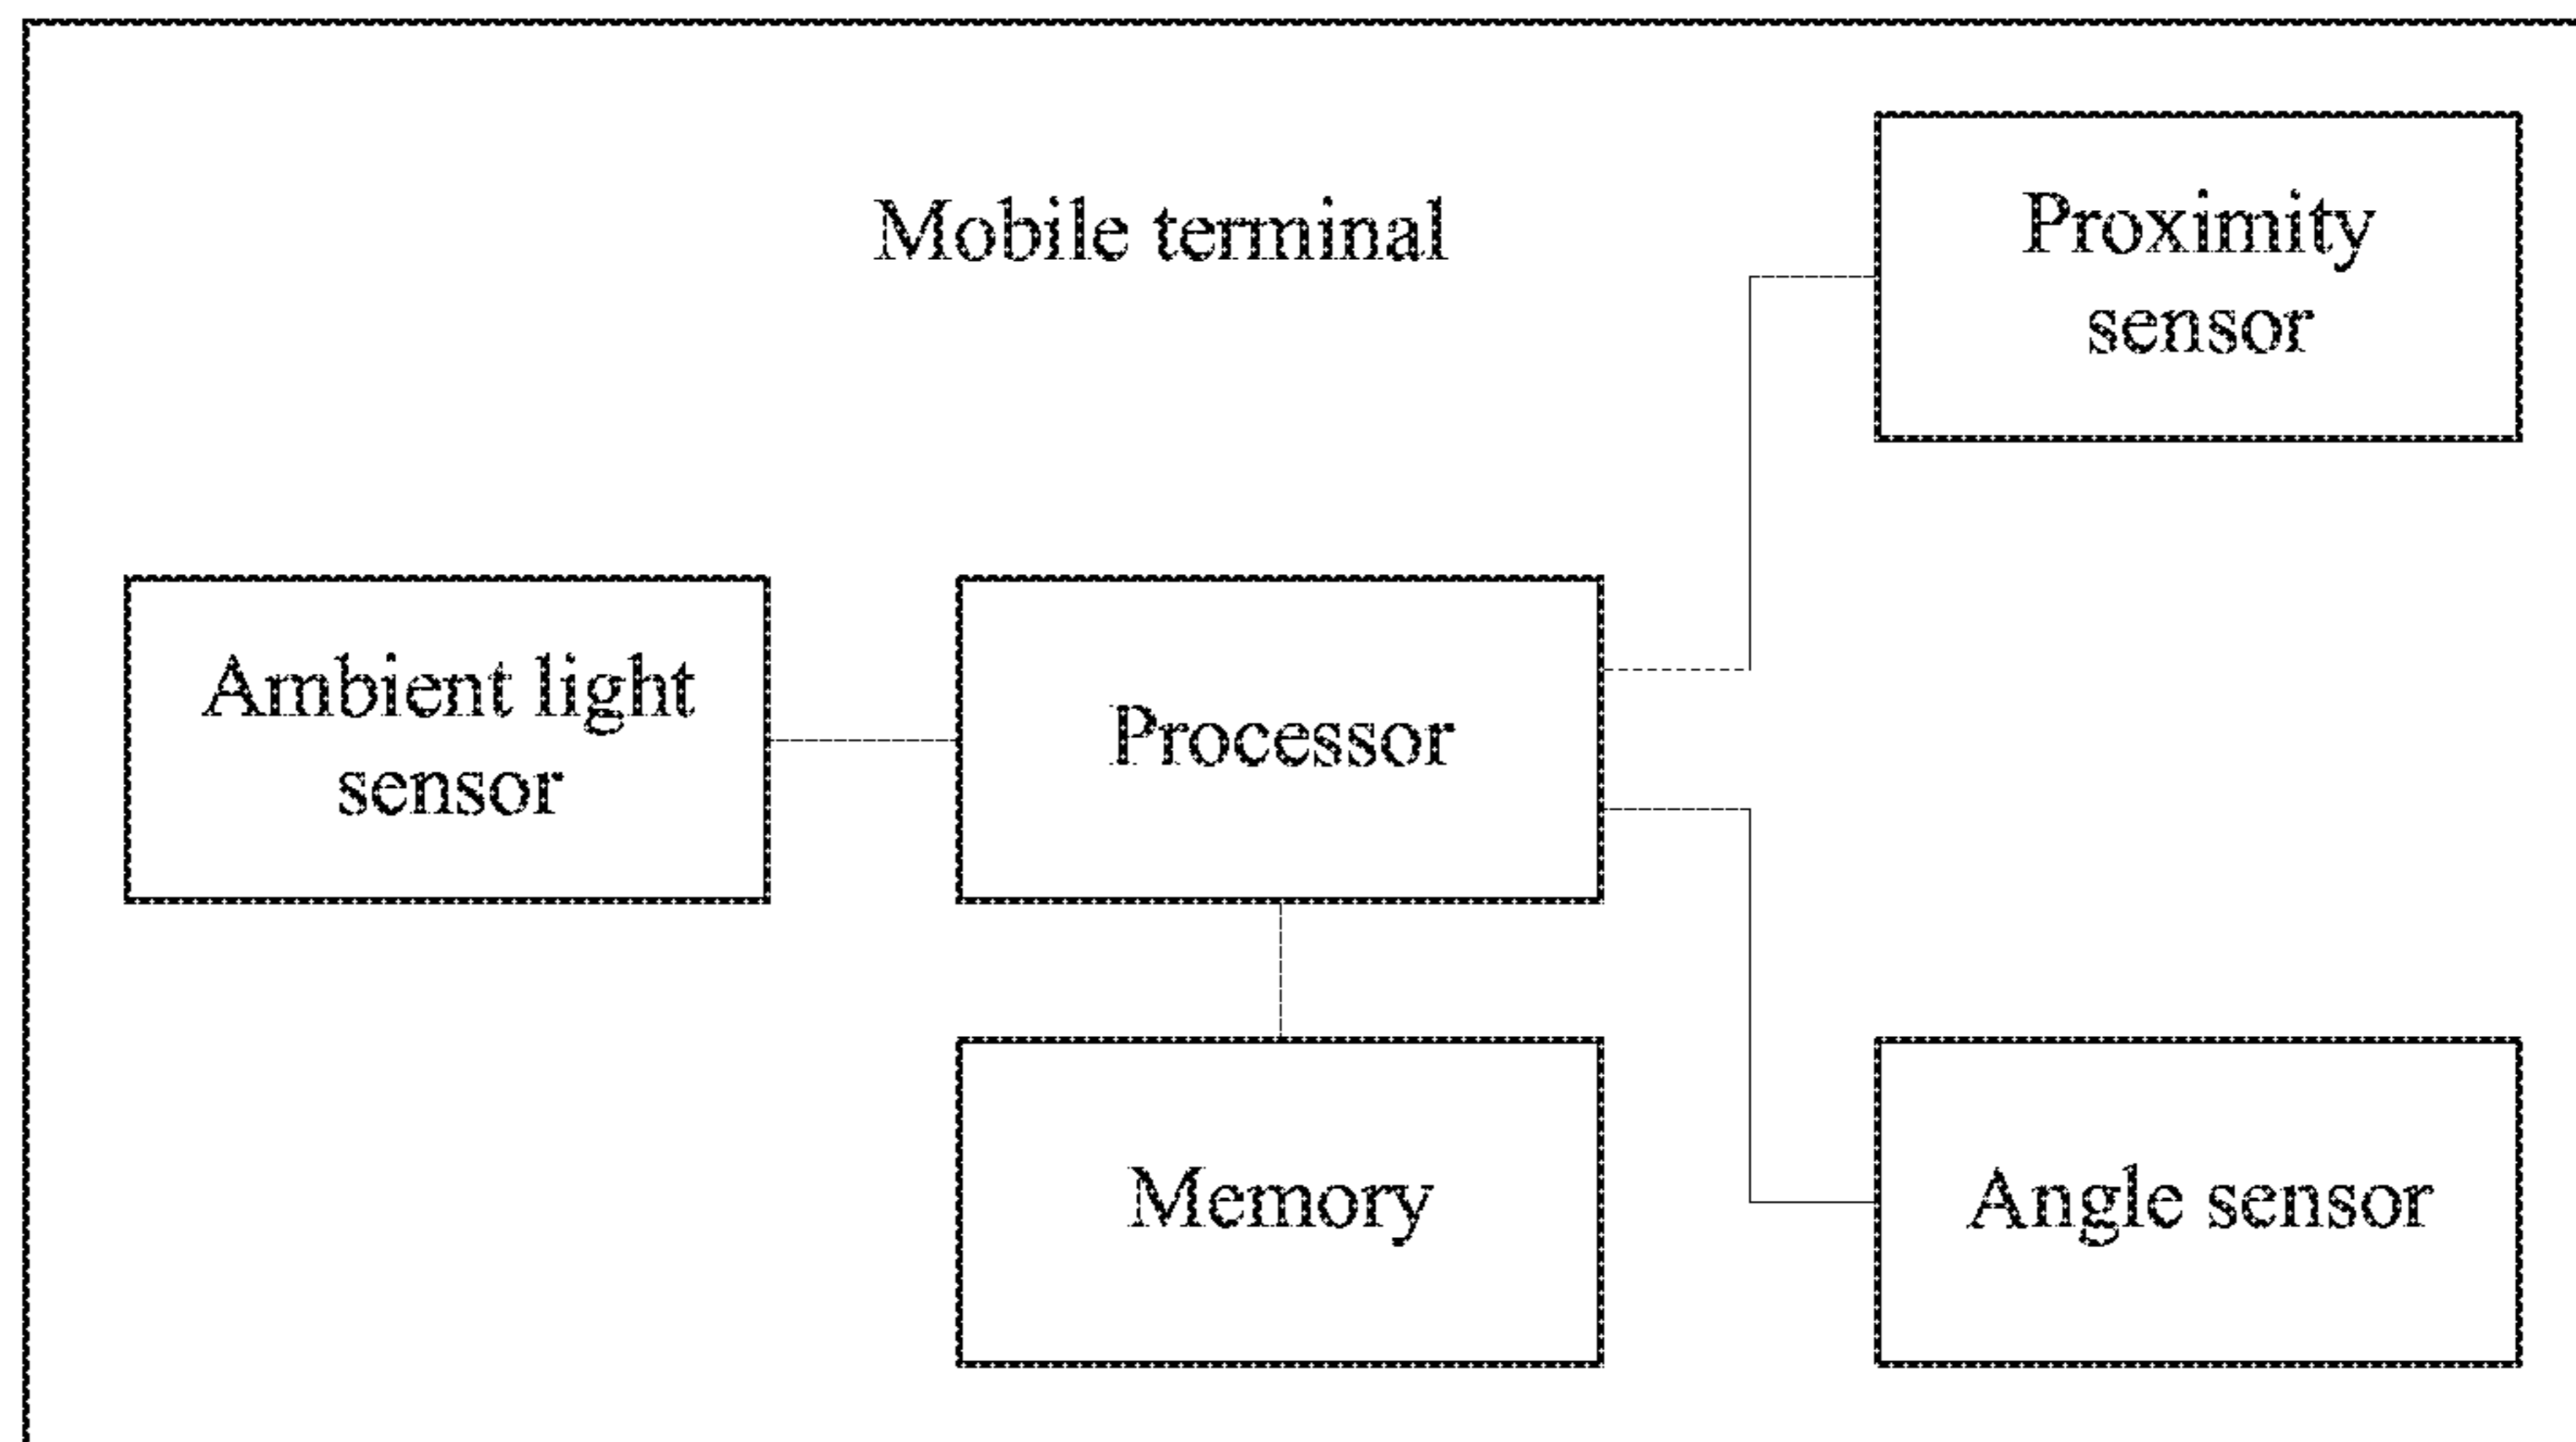 Mobile terminal
Proximity
sensor
Ambient light
sensor
Processor
Memory
Angle sensor